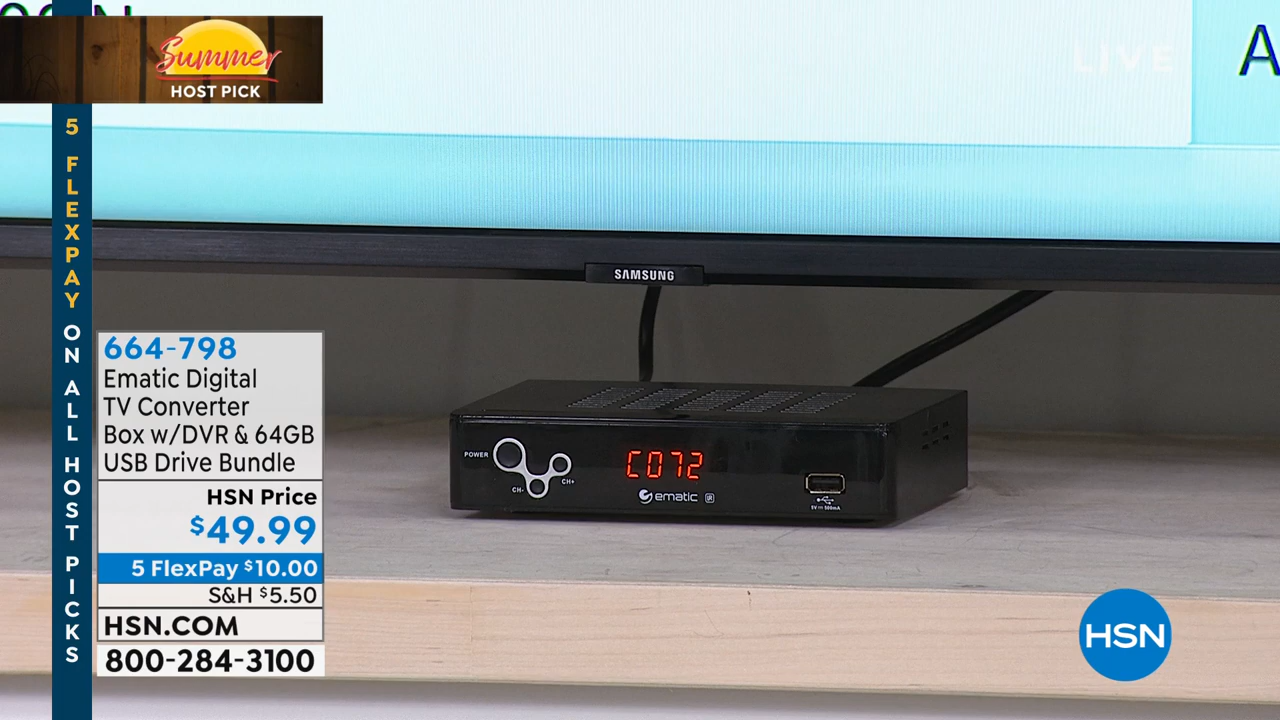 Summer
HOST PICK
LIVE
A
5 FLEXPAY ON ALL HOST PICKS
SAMSUNG
664-798
Ematic Digital
TV Converter
Box w/DVR & 64GB
USB Drive Bundle
HSN Price
$49.99
5 FlexPay $10.00
S&H $5.50
HSN.COM
800-284-3100
POWER
CH-
CH+
C072
ematic
5V 500mA
HSN